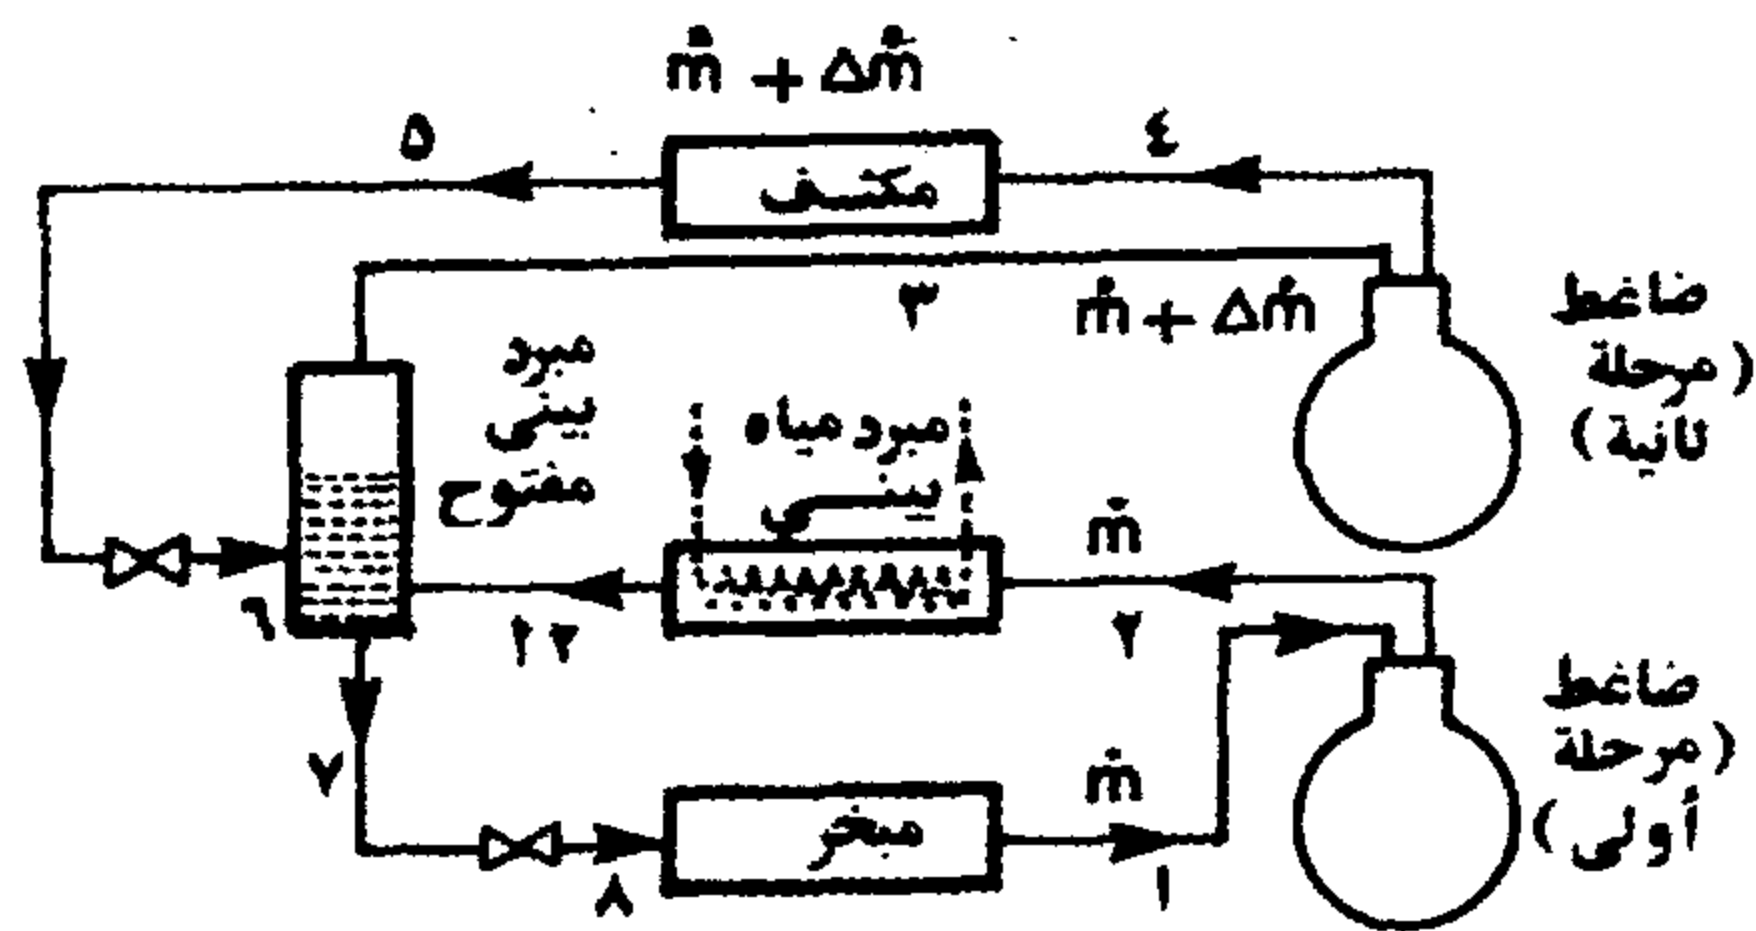 ṁ + Δṁ
٥
٤
مكثف
٣
ṁ + Δṁ
ضاغط
(مرحلة
ثانية)
مبرد
بيني
مفتوح
مبرد مياه
بيني
ṁ
٦
٢
ضاغط
(مرحلة
أولى)
٧
ṁ
مبخر
٨
١